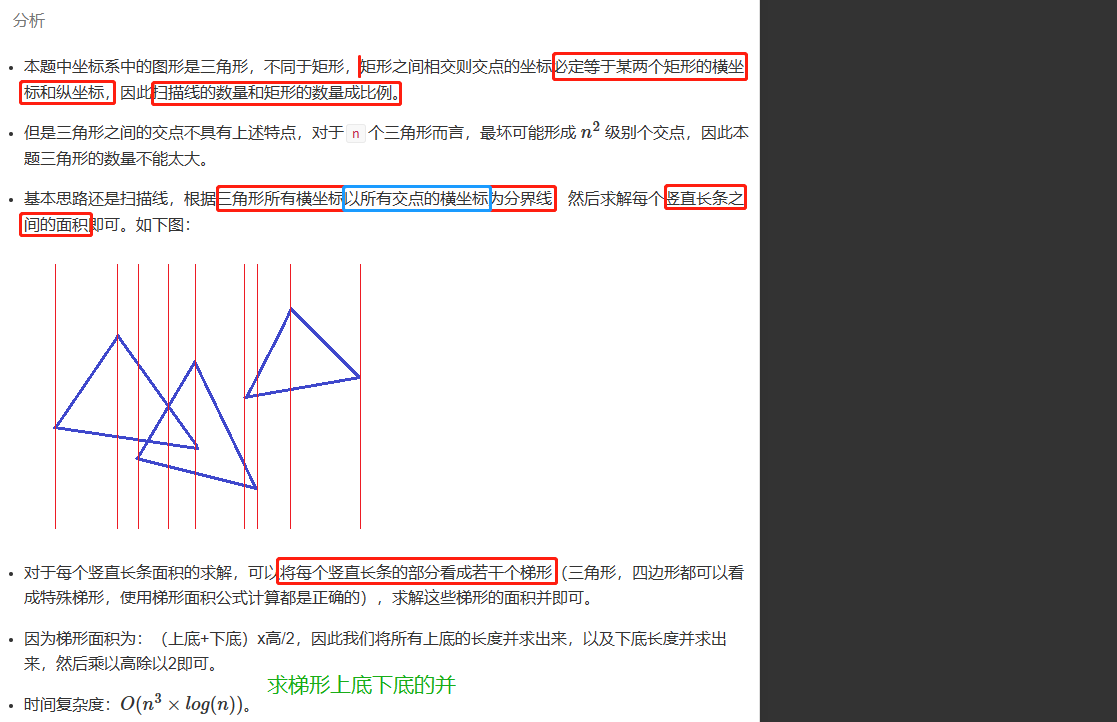 分析
本题中坐标系中的图形是三角形，不同于矩形，矩形之间相交则交点的坐标必定等于某两个矩形的横坐
标和纵坐标，因此扫描线的数量和矩形的数量成比例。
但是三角形之间的交点不具有上述特点，对于 n 个三角形而言，最坏可能形成 n² 级别个交点，因此本
题三角形的数量不能太大。
基本思路还是扫描线，根据三角形所有横坐标以所有交点的横坐标为分界线 然后求解每个竖直长条之
间的面积即可。如下图：
对于每个竖直长条面积的求解，可以将每个竖直长条的部分看成若干个梯形（三角形，四边形都可以看
成特殊梯形，使用梯形面积公式计算都是正确的），求解这些梯形的面积并即可。
因为梯形面积为：（上底+下底）x高/2，因此我们将所有上底的长度并求出来，以及下底长度并求出
来，然后乘以高除以2即可。
求梯形上底下底的并
时间复杂度：O(n³ × log(n))。